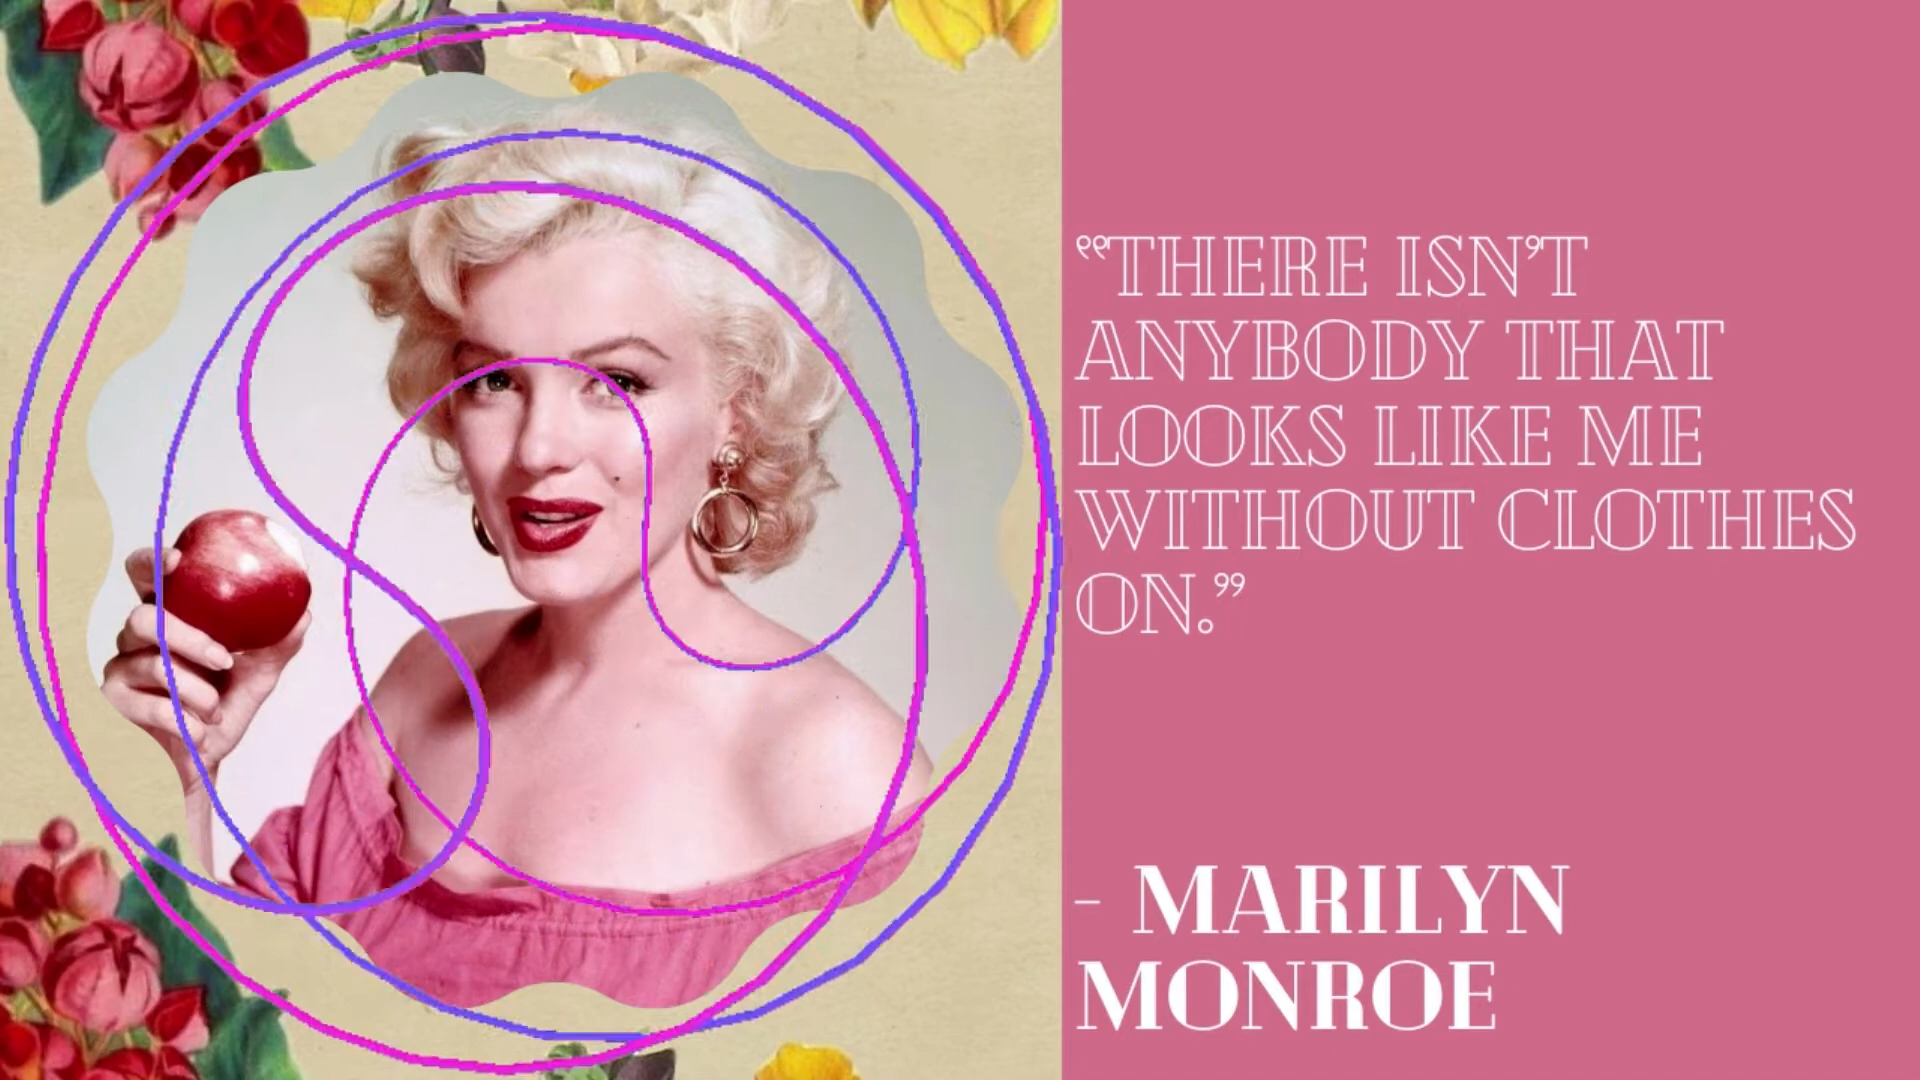 “THERE ISN’T
ANYBODY THAT
LOOKS LIKE ME
WITHOUT CLOTHES
ON.”
- MARILYN
MONROE